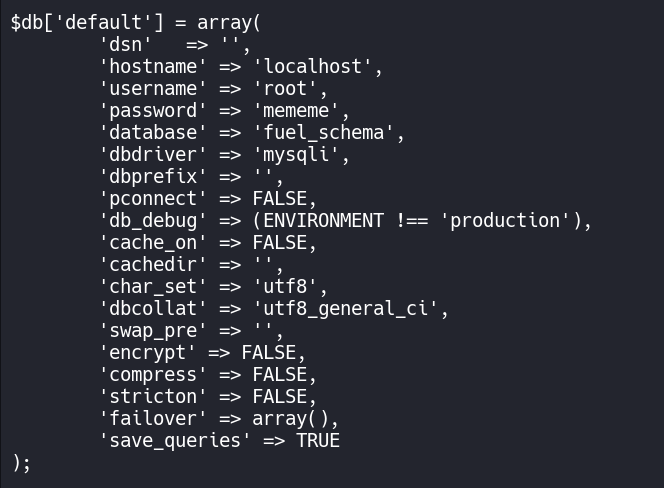 $db['default'] = array(
        'dsn'   => '',
        'hostname' => 'localhost',
        'username' => 'root',
        'password' => 'mememe',
        'database' => 'fuel_schema',
        'dbdriver' => 'mysqli',
        'dbprefix' => '',
        'pconnect' => FALSE,
        'db_debug' => (ENVIRONMENT !== 'production'),
        'cache_on' => FALSE,
        'cachedir' => '',
        'char_set' => 'utf8',
        'dbcollat' => 'utf8_general_ci',
        'swap_pre' => '',
        'encrypt' => FALSE,
        'compress' => FALSE,
        'stricton' => FALSE,
        'failover' => array(),
        'save_queries' => TRUE
);